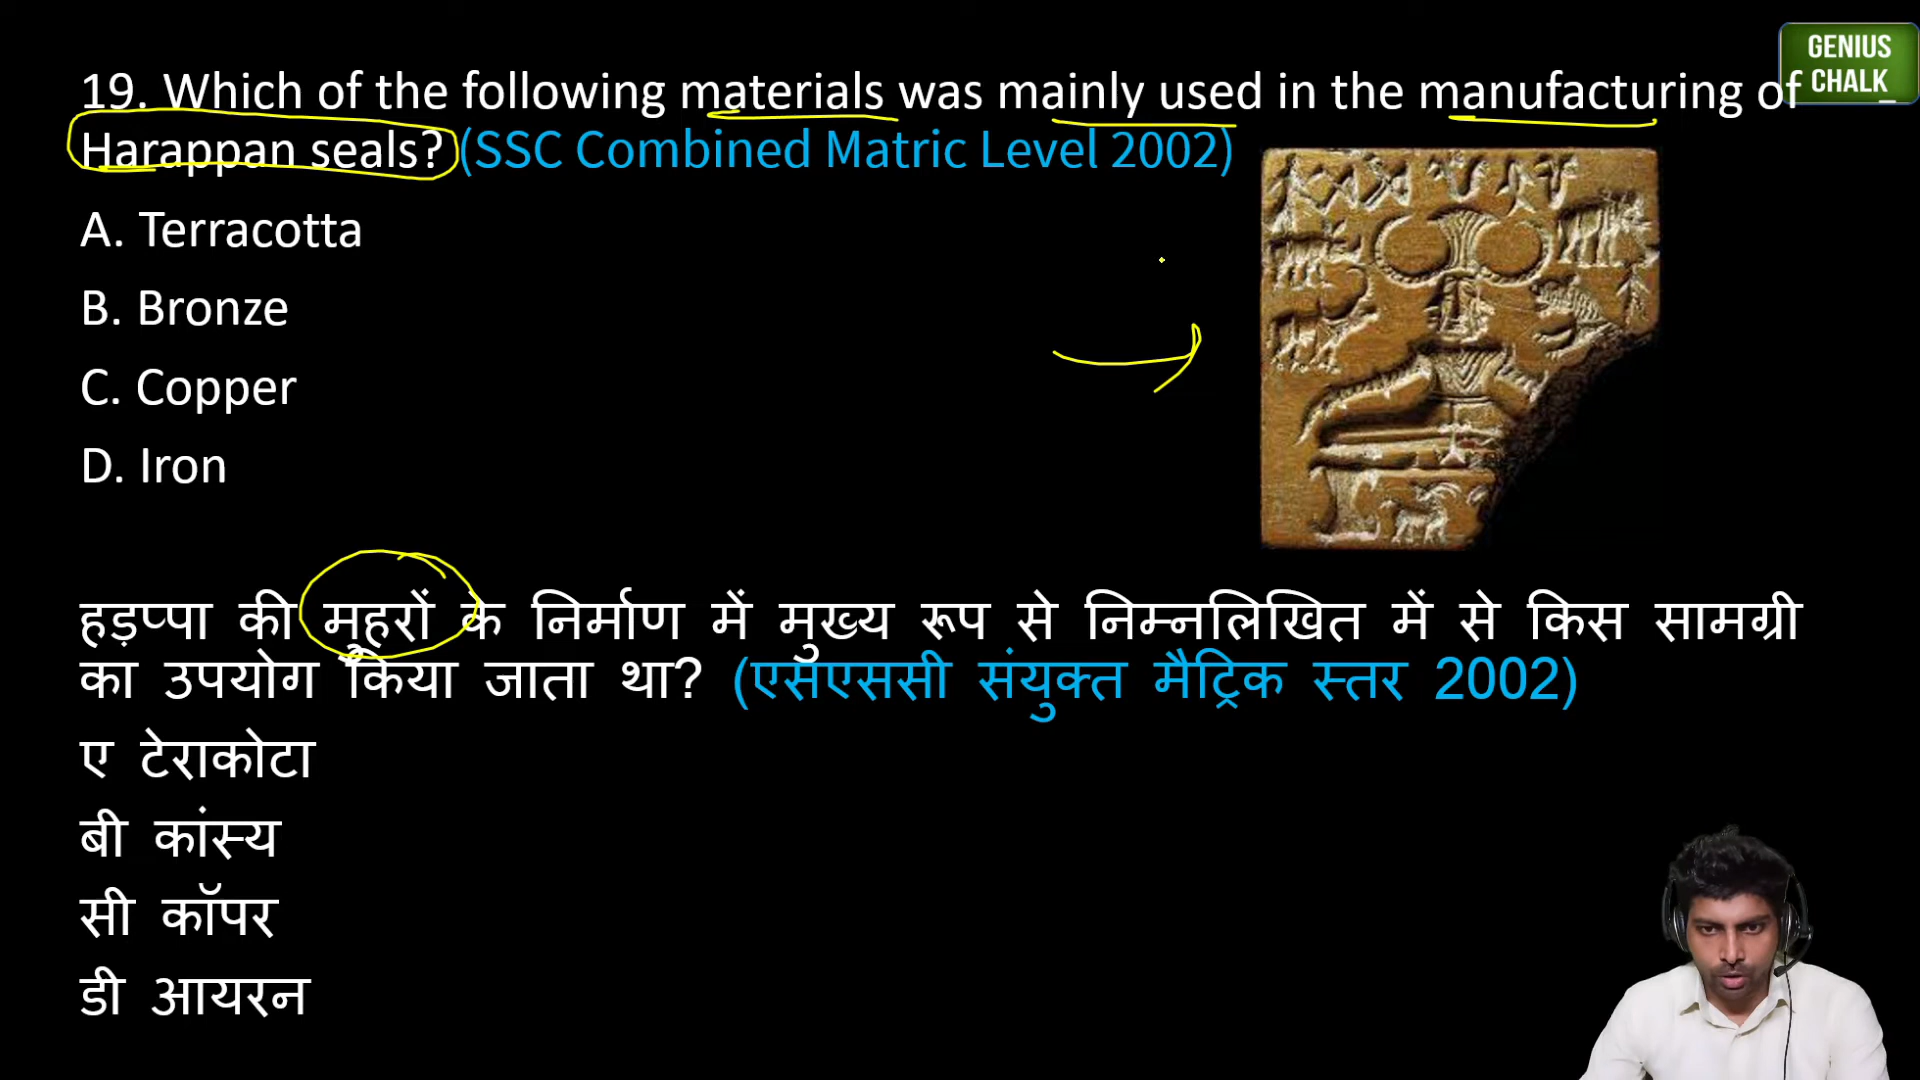 GENIUS
CHALK
19. Which of the following materials was mainly used in the manufacturing of
Harappan seals? (SSC Combined Matric Level 2002)
A. Terracotta
B. Bronze
C. Copper
D. Iron
हड़प्पा की मुहरों के निर्माण में मुख्य रूप से निम्नलिखित में से किस सामग्री
का उपयोग किया जाता था? (एसएससी संयुक्त मैट्रिक स्तर 2002)
ए टेराकोटा
बी कांस्य
सी कॉपर
डी आयरन